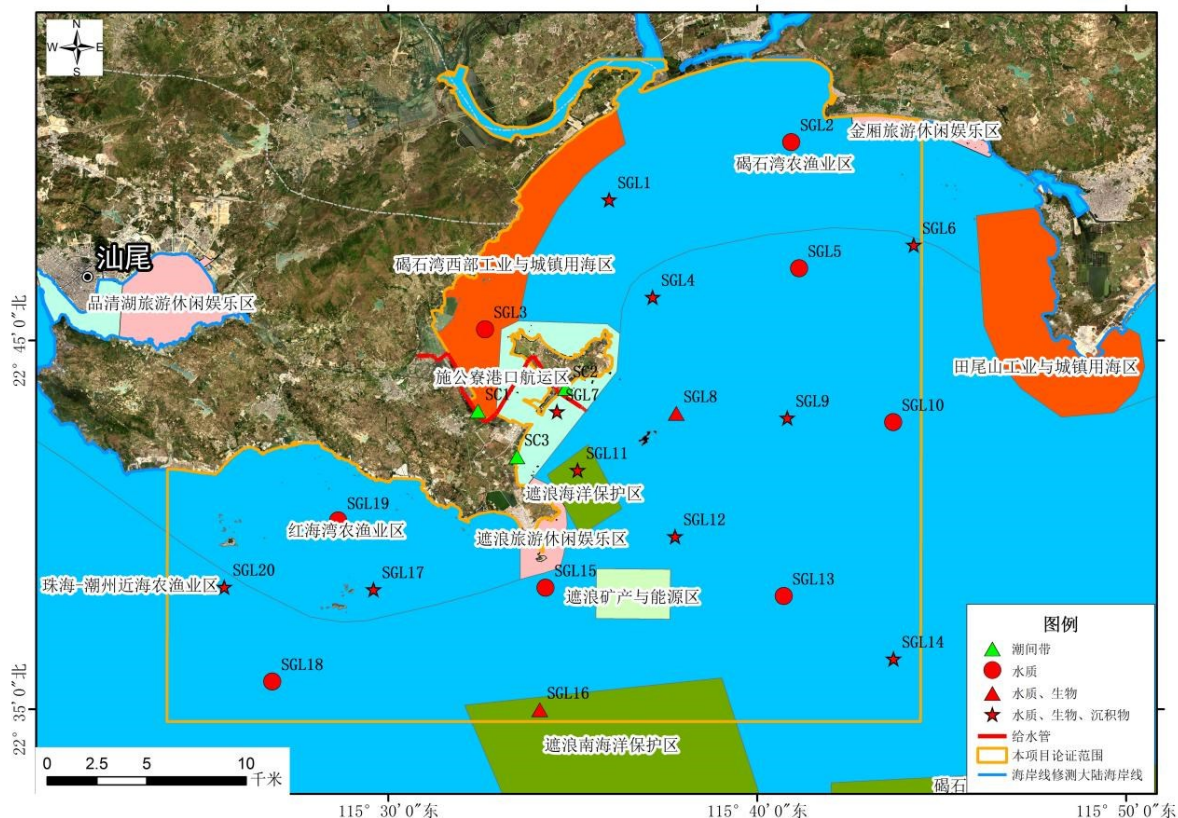 N
W E
S
SGL2
金厢旅游休闲娱乐区
碣石湾农渔业区
SGL1
SGL6
汕尾
碣石湾西部工业与城镇用海区
SGL5
SGL4
品清湖旅游休闲娱乐区
SGL3
22° 45′ 0″北
施公寮港口航运区
SC2
田尾山工业与城镇用海区
SC1
SGL7
SGL8
SGL9
SGL10
SC3
SGL11
遮浪海洋保护区
SGL19
红海湾农渔业区
遮浪旅游休闲娱乐区
SGL12
珠海-潮州近海农渔业区
SGL20
SGL17
SGL15
遮浪矿产与能源区
SGL13
SGL14
SGL18
SGL16
遮浪南海洋保护区
22° 35′ 0″北
碣石
图例
潮间带
水质
水质、生物
水质、生物、沉积物
给水管
本项目论证范围
海岸线修测大陆海岸线
0 2.5 5 10
千米
115° 30′ 0″东
115° 40′ 0″东
115° 50′ 0″东